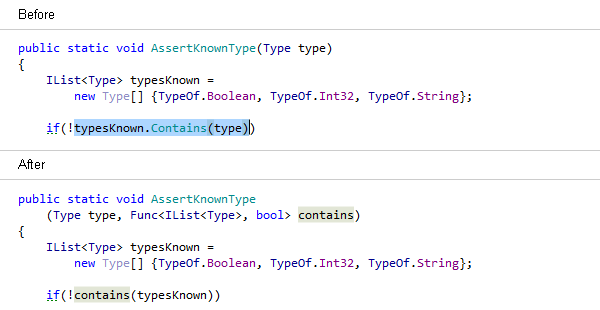 Before
public static void AssertKnownType(Type type)
{
    IList<Type> typesKnown =
        new Type[] {TypeOf.Boolean, TypeOf.Int32, TypeOf.String};
    if(!typesKnown.Contains(type))
After
public static void AssertKnownType
    (Type type, Func<IList<Type>, bool> contains)
{
    IList<Type> typesKnown =
        new Type[] {TypeOf.Boolean, TypeOf.Int32, TypeOf.String};
    if(!contains(typesKnown))